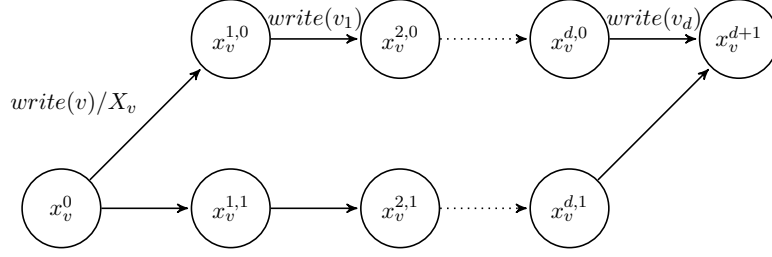 write(v_1) write(v_d)
x_v^{1,0} x_v^{2,0} x_v^{d,0} x_v^{d+1}
write(v)/X_v
x_v^0 x_v^{1,1} x_v^{2,1} x_v^{d,1}